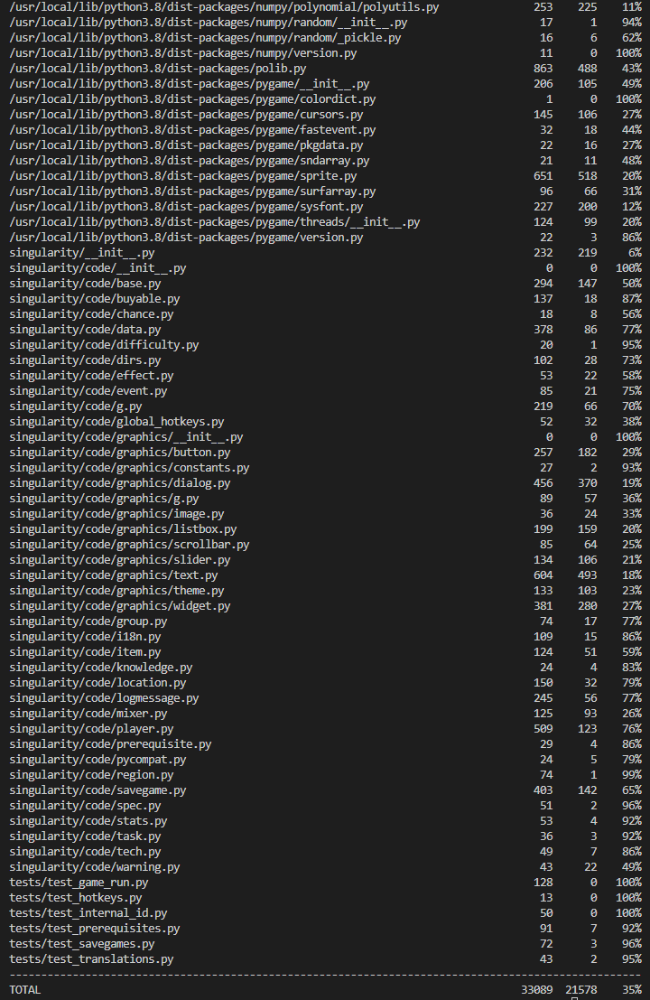 /usr/local/lib/python3.8/dist-packages/numpy/polynomial/polyutils.py 253 225 11%
/usr/local/lib/python3.8/dist-packages/numpy/random/__init__.py 17 1 94%
/usr/local/lib/python3.8/dist-packages/numpy/random/_pickle.py 16 6 62%
/usr/local/lib/python3.8/dist-packages/numpy/version.py 11 0 100%
/usr/local/lib/python3.8/dist-packages/polib.py 863 488 43%
/usr/local/lib/python3.8/dist-packages/pygame/__init__.py 206 105 49%
/usr/local/lib/python3.8/dist-packages/pygame/colordict.py 1 0 100%
/usr/local/lib/python3.8/dist-packages/pygame/cursors.py 145 106 27%
/usr/local/lib/python3.8/dist-packages/pygame/fastevent.py 32 18 44%
/usr/local/lib/python3.8/dist-packages/pygame/pkgdata.py 22 16 27%
/usr/local/lib/python3.8/dist-packages/pygame/sndarray.py 21 11 48%
/usr/local/lib/python3.8/dist-packages/pygame/sprite.py 651 518 20%
/usr/local/lib/python3.8/dist-packages/pygame/surfarray.py 96 66 31%
/usr/local/lib/python3.8/dist-packages/pygame/sysfont.py 227 200 12%
/usr/local/lib/python3.8/dist-packages/pygame/threads/__init__.py 124 99 20%
/usr/local/lib/python3.8/dist-packages/pygame/version.py 22 3 86%
singularity/__init__.py 232 219 6%
singularity/code/__init__.py 0 0 100%
singularity/code/base.py 294 147 50%
singularity/code/buyable.py 137 18 87%
singularity/code/chance.py 18 8 56%
singularity/code/data.py 378 86 77%
singularity/code/difficulty.py 20 1 95%
singularity/code/dirs.py 102 28 73%
singularity/code/effect.py 53 22 58%
singularity/code/event.py 85 21 75%
singularity/code/g.py 219 66 70%
singularity/code/global_hotkeys.py 52 32 38%
singularity/code/graphics/__init__.py 0 0 100%
singularity/code/graphics/button.py 257 182 29%
singularity/code/graphics/constants.py 27 2 93%
singularity/code/graphics/dialog.py 456 370 19%
singularity/code/graphics/g.py 89 57 36%
singularity/code/graphics/image.py 36 24 33%
singularity/code/graphics/listbox.py 199 159 20%
singularity/code/graphics/scrollbar.py 85 64 25%
singularity/code/graphics/slider.py 134 106 21%
singularity/code/graphics/text.py 604 493 18%
singularity/code/graphics/theme.py 133 103 23%
singularity/code/graphics/widget.py 381 280 27%
singularity/code/group.py 74 17 77%
singularity/code/i18n.py 109 15 86%
singularity/code/item.py 124 51 59%
singularity/code/knowledge.py 24 4 83%
singularity/code/location.py 150 32 79%
singularity/code/logmessage.py 245 56 77%
singularity/code/mixer.py 125 93 26%
singularity/code/player.py 509 123 76%
singularity/code/prerequisite.py 29 4 86%
singularity/code/pycompat.py 24 5 79%
singularity/code/region.py 74 1 99%
singularity/code/savegame.py 403 142 65%
singularity/code/spec.py 51 2 96%
singularity/code/stats.py 53 4 92%
singularity/code/task.py 36 3 92%
singularity/code/tech.py 49 7 86%
singularity/code/warning.py 43 22 49%
tests/test_game_run.py 128 0 100%
tests/test_hotkeys.py 13 0 100%
tests/test_internal_id.py 50 0 100%
tests/test_prerequisites.py 91 7 92%
tests/test_savegames.py 72 3 96%
tests/test_translations.py 43 2 95%
----------------------------------------------------------------------------------------------------
TOTAL 33089 21578 35%